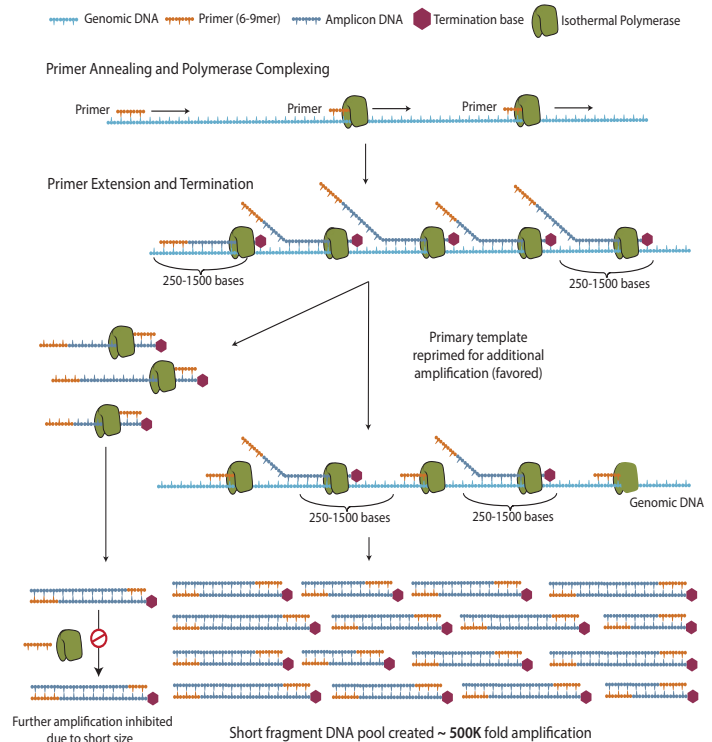 Genomic DNA
Primer (6-9mer)
Amplicon DNA
Termination base
Isothermal Polymerase
Primer Annealing and Polymerase Complexing
Primer
Primer
Primer
Primer Extension and Termination
250-1500 bases
250-1500 bases
Primary template
reprimed for additional
amplification (favored)
250-1500 bases
250-1500 bases
Genomic DNA
Further amplification inhibited
due to short size
Short fragment DNA pool created ~ 500K fold amplification